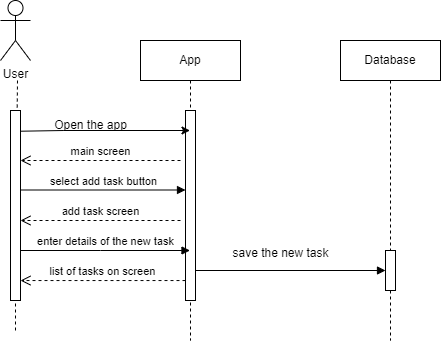 User
App
Database
Open the app
main screen
select add task button
add task screen
enter details of the new task
save the new task
list of tasks on screen